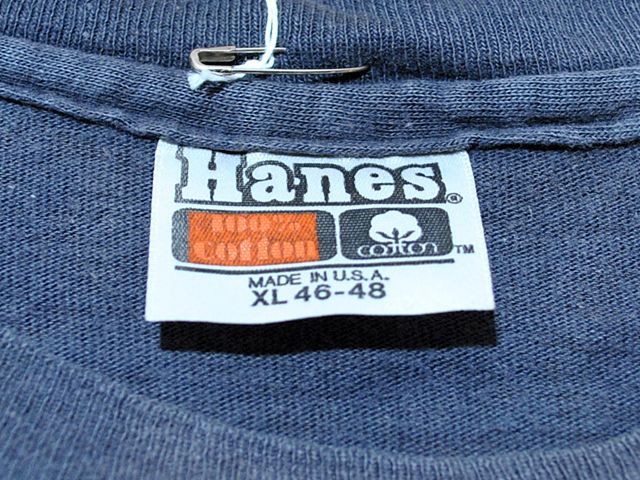 Hanes®
100%
cotton
cotton™
MADE IN U.S.A.
XL 46-48